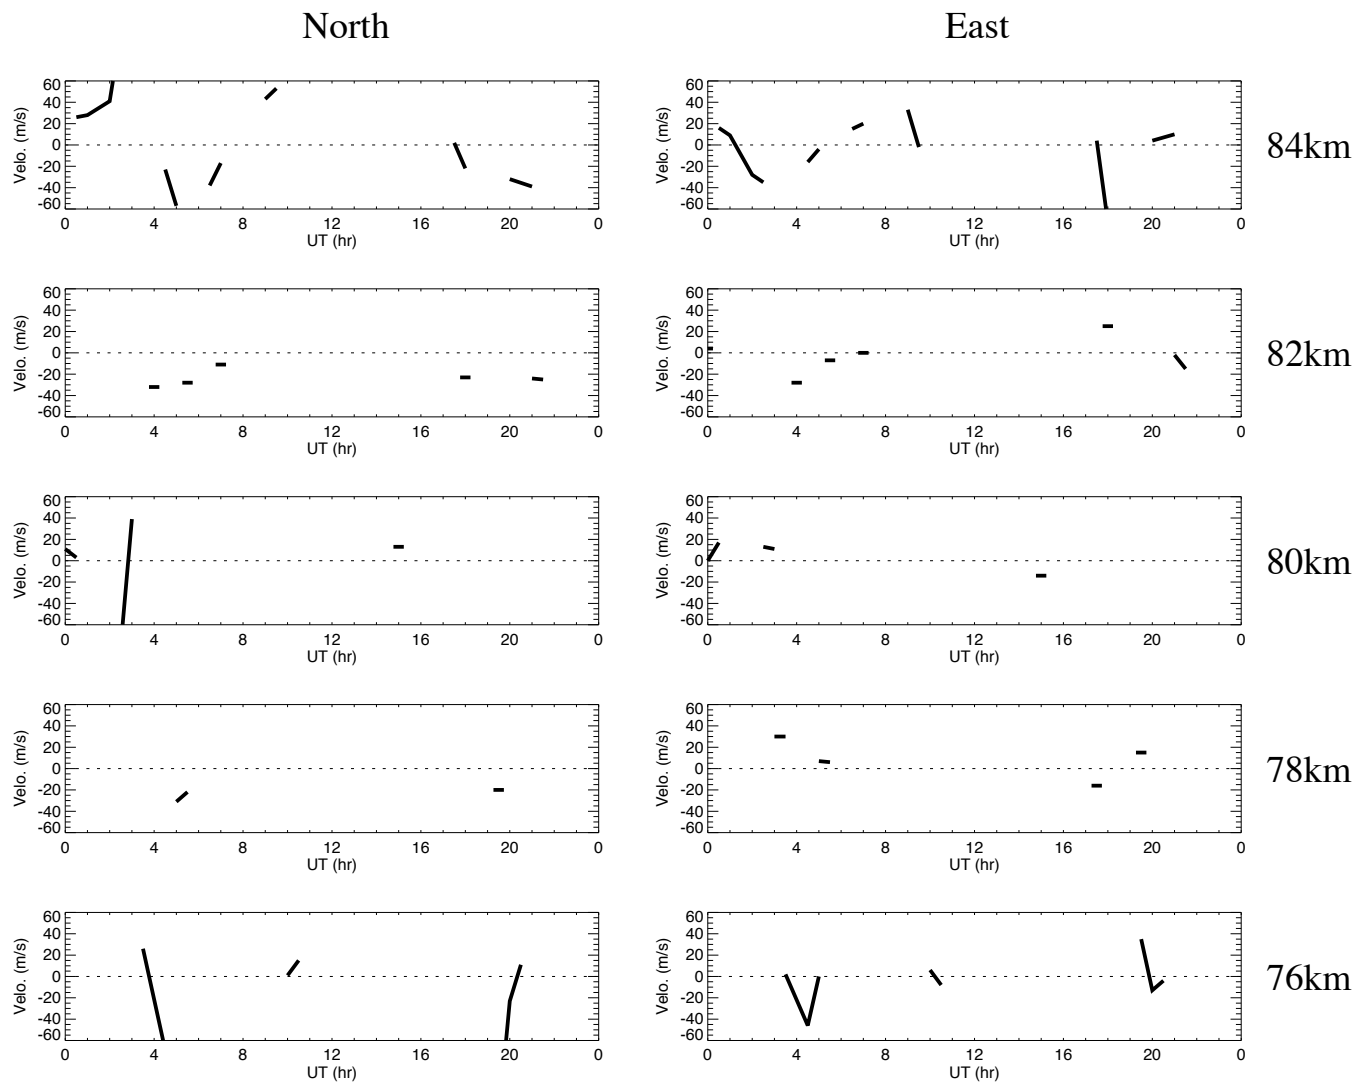 North East
60 40 20 0 -20 -40 -60 Velo. (m/s) 60 40 20 0 -20 -40 -60 Velo. (m/s) 84km
0 4 8 12 16 20 0 0 4 8 12 16 20 0
UT (hr) UT (hr)
60 40 20 0 -20 -40 -60 Velo. (m/s) 60 40 20 0 -20 -40 -60 Velo. (m/s) 82km
0 4 8 12 16 20 0 0 4 8 12 16 20 0
UT (hr) UT (hr)
60 40 20 0 -20 -40 -60 Velo. (m/s) 60 40 20 0 -20 -40 -60 Velo. (m/s) 80km
0 4 8 12 16 20 0 0 4 8 12 16 20 0
UT (hr) UT (hr)
60 40 20 0 -20 -40 -60 Velo. (m/s) 60 40 20 0 -20 -40 -60 Velo. (m/s) 78km
0 4 8 12 16 20 0 0 4 8 12 16 20 0
UT (hr) UT (hr)
60 40 20 0 -20 -40 -60 Velo. (m/s) 60 40 20 0 -20 -40 -60 Velo. (m/s) 76km
0 4 8 12 16 20 0 0 4 8 12 16 20 0
UT (hr) UT (hr)